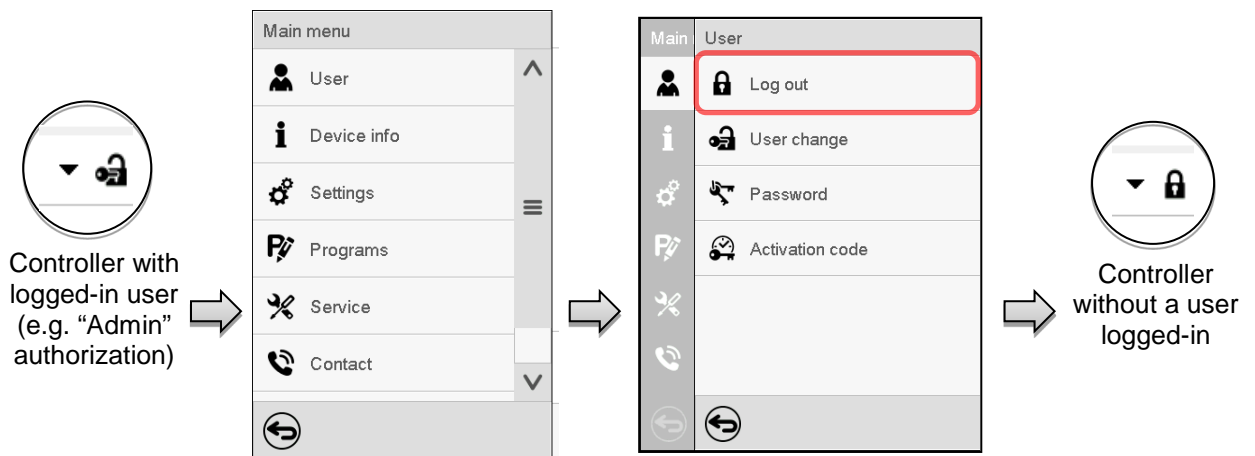 Controller with
logged-in user
(e.g. “Admin”
authorization)
Main menu
User
Device info
Settings
Programs
Service
Contact
Main
User
Log out
User change
Password
Activation code
Controller
without a user
logged-in